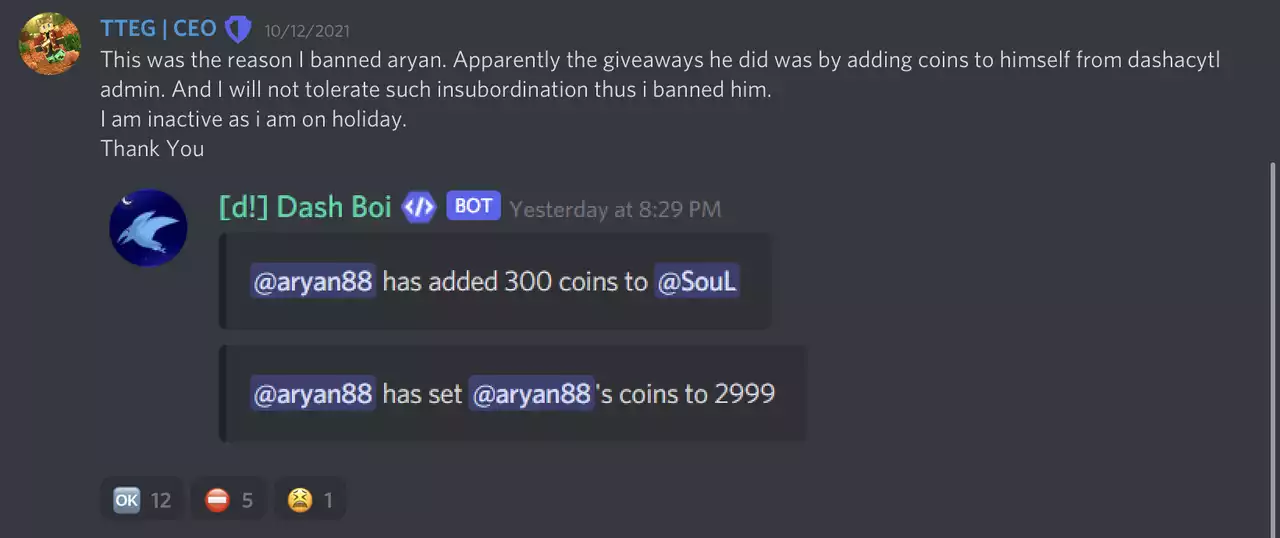 TTEG | CEO 10/12/2021
This was the reason I banned aryan. Apparently the giveaways he did was by adding coins to himself from dashacytl
admin. And I will not tolerate such insubordination thus i banned him.
I am inactive as i am on holiday.
Thank You
[d!] Dash Boi </> BOT Yesterday at 8:29 PM
@aryan88 has added 300 coins to @SouL
@aryan88 has set @aryan88's coins to 2999
OK 12 5 1